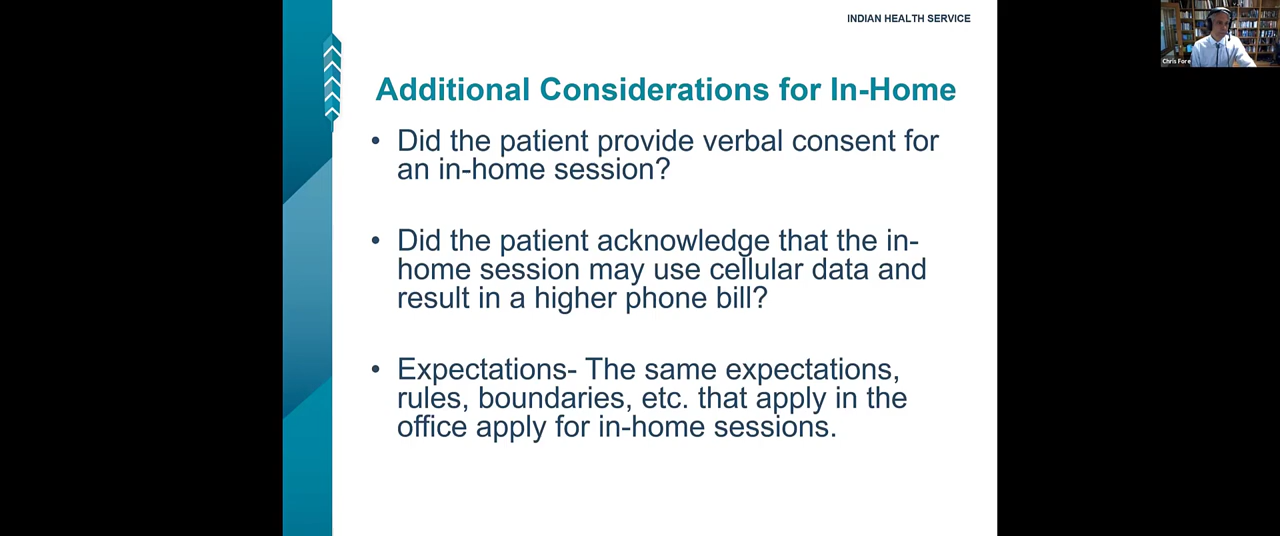 INDIAN HEALTH SERVICE
Additional Considerations for In-Home
• Did the patient provide verbal consent for
an in-home session?
• Did the patient acknowledge that the in-
home session may use cellular data and
result in a higher phone bill?
• Expectations- The same expectations,
rules, boundaries, etc. that apply in the
office apply for in-home sessions.
Chris Fore